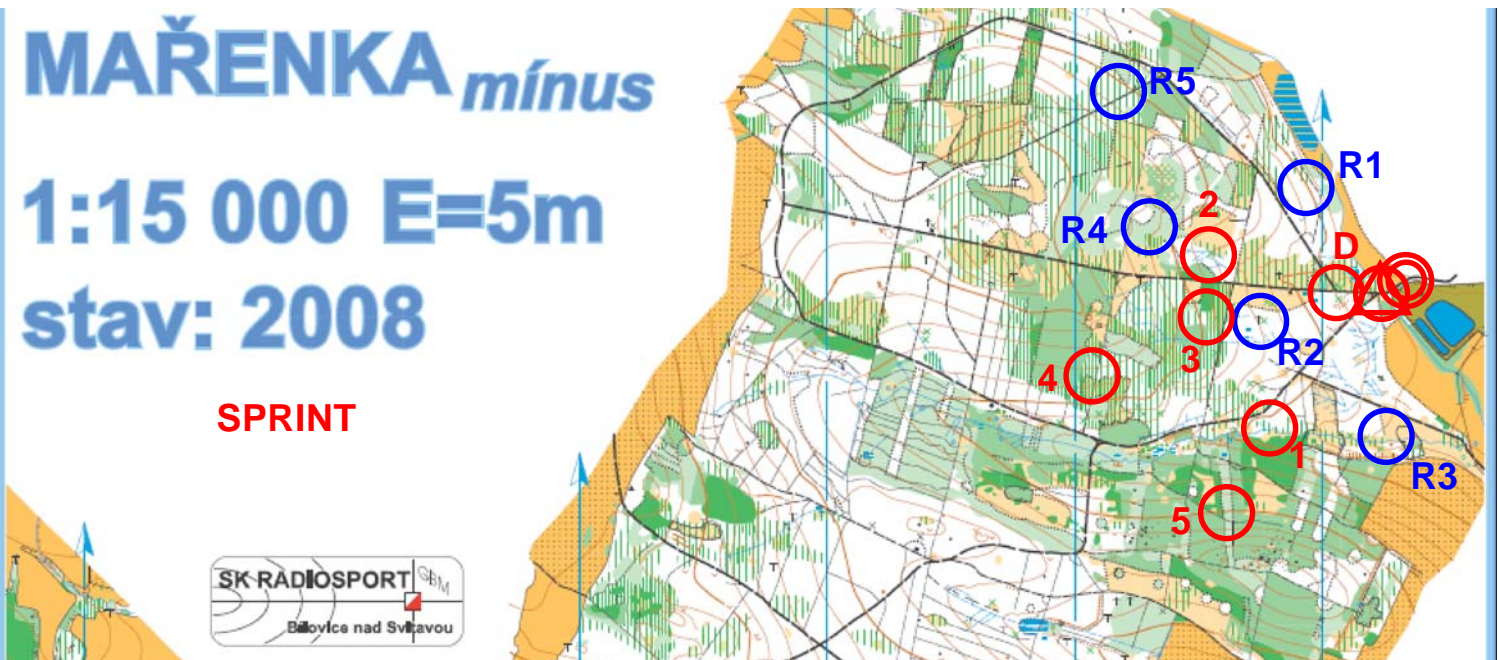 MAŘENKA mínus
1:15 000 E=5m
stav: 2008
SPRINT
SK RADIOSPORT GBM
Bílovice nad Svitavou
R5
R1
2
R4
D
3
R2
4
1
R3
5